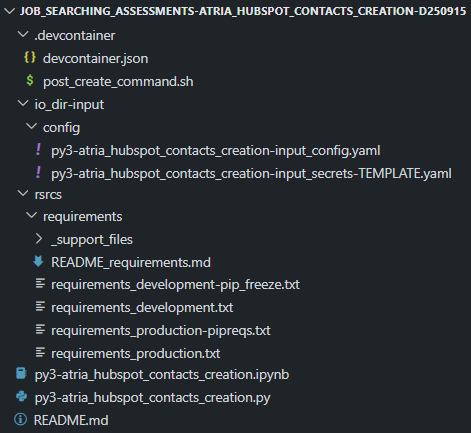 JOB_SEARCHING_ASSESSMENTS-ATRIA_HUBSPOT_CONTACTS_CREATION-D250915
.devcontainer
{} devcontainer.json
$ post_create_command.sh
io_dir-input
config
! py3-atria_hubspot_contacts_creation-input_config.yaml
! py3-atria_hubspot_contacts_creation-input_secrets-TEMPLATE.yaml
rsrcs
requirements
_support_files
README_requirements.md
requirements_development-pip_freeze.txt
requirements_development.txt
requirements_production-pipreqs.txt
requirements_production.txt
py3-atria_hubspot_contacts_creation.ipynb
py3-atria_hubspot_contacts_creation.py
README.md